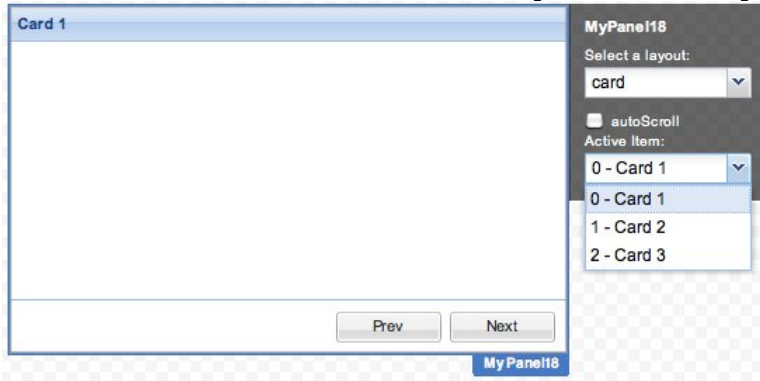 Card 1
Prev
Next
MyPanel18
MyPanel18
Select a layout:
card
autoScroll
Active Item:
0 - Card 1
0 - Card 1
1 - Card 2
2 - Card 3